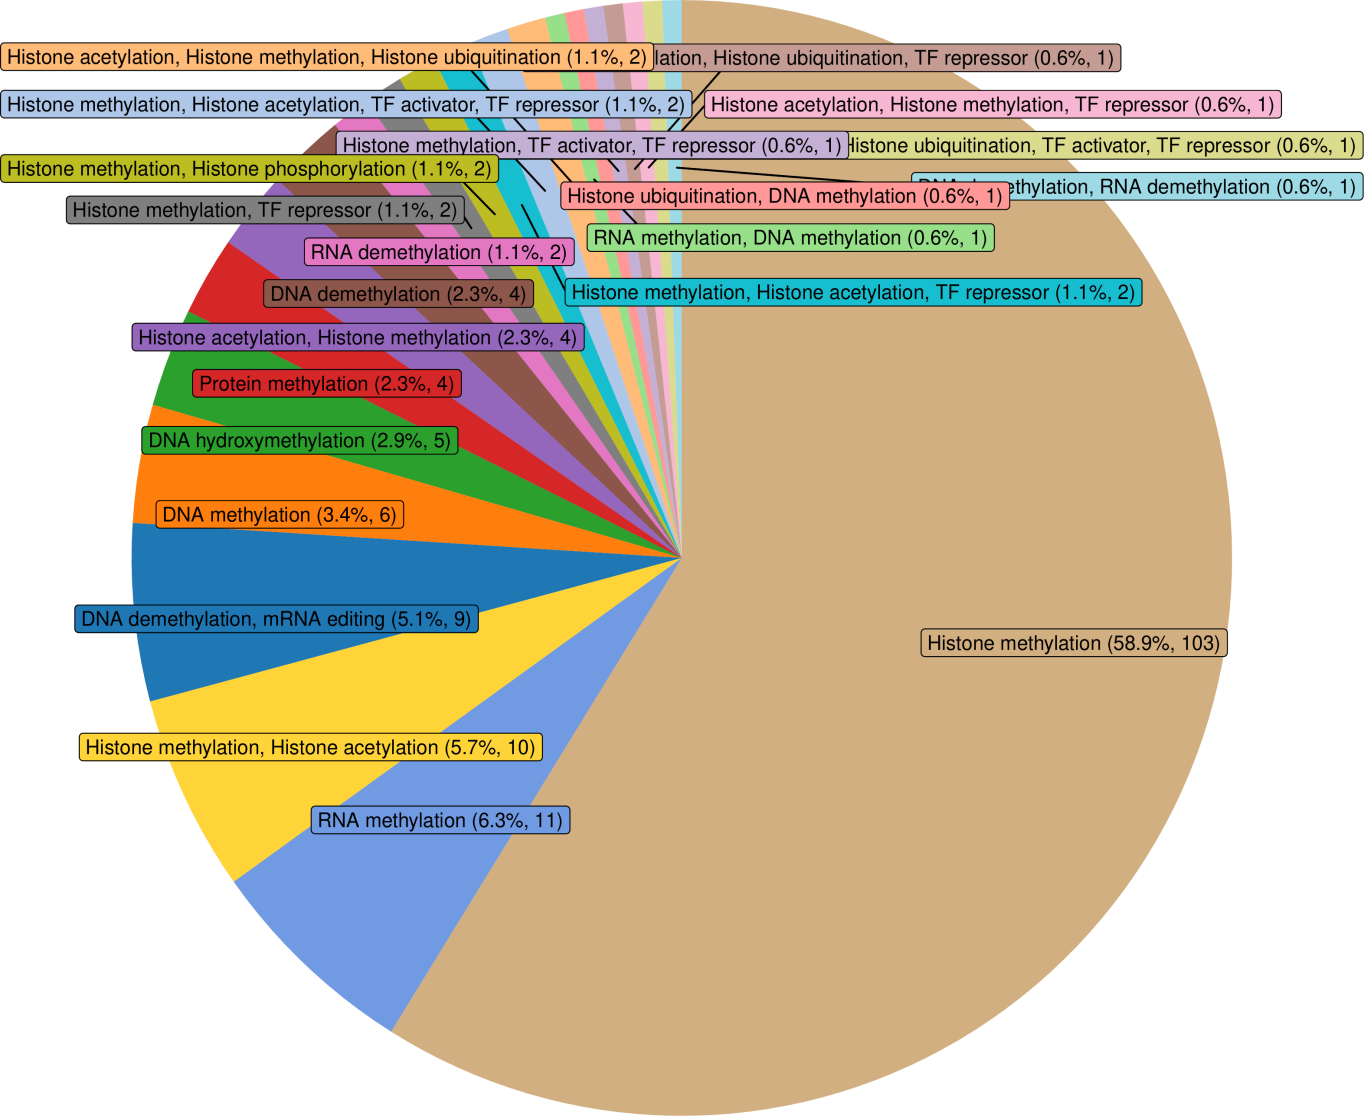 Histone acetylation, Histone methylation, Histone ubiquitination (1.1%, 2)
lation, Histone ubiquitination, TF repressor (0.6%, 1)
Histone methylation, Histone acetylation, TF activator, TF repressor (1.1%, 2)
Histone acetylation, Histone methylation, TF repressor (0.6%, 1)
Histone methylation, TF activator, TF repressor (0.6%, 1)
Histone ubiquitination, TF activator, TF repressor (0.6%, 1)
Histone methylation, Histone phosphorylation (1.1%, 2)
ethylation, RNA demethylation (0.6%, 1)
Histone ubiquitination, DNA methylation (0.6%, 1)
Histone methylation, TF repressor (1.1%, 2)
RNA methylation, DNA methylation (0.6%, 1)
RNA demethylation (1.1%, 2)
DNA demethylation (2.3%, 4)
Histone methylation, Histone acetylation, TF repressor (1.1%, 2)
Histone acetylation, Histone methylation (2.3%, 4)
Protein methylation (2.3%, 4)
DNA hydroxymethylation (2.9%, 5)
DNA methylation (3.4%, 6)
DNA demethylation, mRNA editing (5.1%, 9)
Histone methylation (58.9%, 103)
Histone methylation, Histone acetylation (5.7%, 10)
RNA methylation (6.3%, 11)